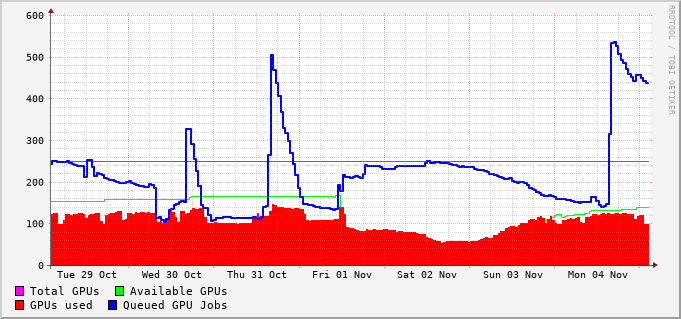 600
500
400
300
200
100
0
Tue 29 Oct Wed 30 Oct Thu 31 Oct Fri 01 Nov Sat 02 Nov Sun 03 Nov Mon 04 Nov
Total GPUs Available GPUs
GPUs used Queued GPU Jobs
RRDTOOL / TOBI OETIKER